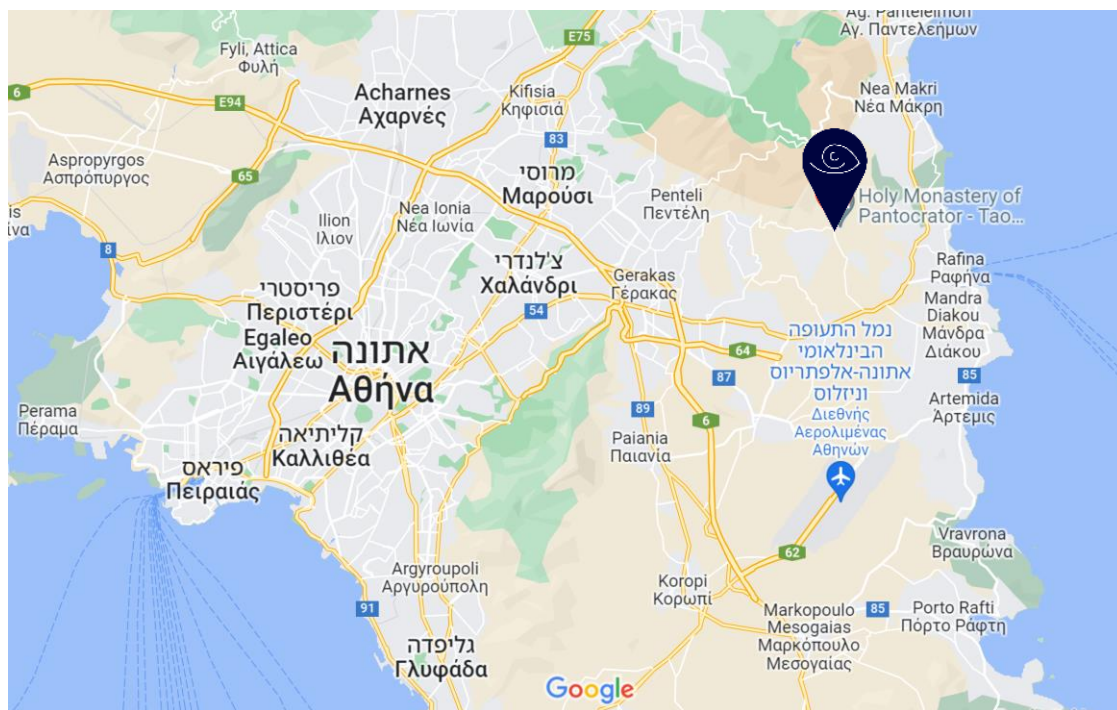 Ag. Panteleimon
Αγ. Παντελεήμων
E75
Fyli, Attica
Φυλή
6
Acharnes
Αχαρνές
Kifisia
Κηφισιά
Nea Makri
Νέα Μάκρη
E94
83
Aspropyrgos
Ασπρόπυργος
65
מרוסי
Μαρούσι
Penteli
Πεντέλη
Holy Monastery of
Pantocrator - Tao...
Nea Ionia
Νέα Ιωνία
Ilion
Ίλιον
8
צ'לנדרי
Χαλάνδρι
Gerakas
Γέρακας
Rafina
Ραφήνα
פריסטרי
Περιστέρι
Egaleo
Αιγάλεω
54
Mandra
Diakou
Μάνδρα
Διάκου
נמל התעופה
הבינלאומי
אתונה-אלפתריוס
וניזלוס
Διεθνής
Αερολιμένας
Αθηνών
אתונה
Αθήνα
64
87
85
Artemida
Άρτεμις
Perama
Πέραμα
89
6
קליתיאה
Καλλιθέα
Paiania
Παιανία
פיראס
Πειραιάς
Vravrona
Βραυρώνα
62
Argyroupoli
Αργυρούπολη
Koropi
Κορωπί
91
Markopoulo
Mesogaias
Μαρκόπουλο
Μεσογαίας
85
Porto Rafti
Πόρτο Ράφτη
גליפדה
Γλυφάδα
Google